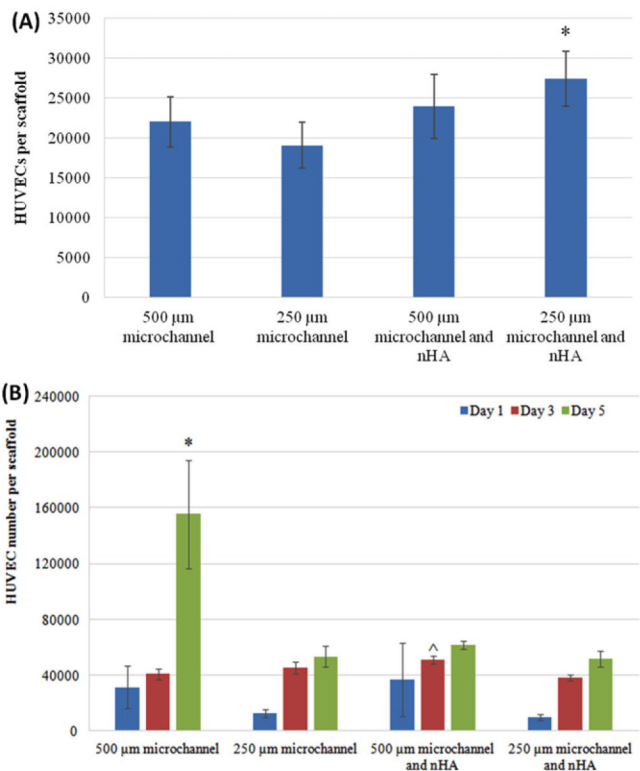 (A)
HUVECs per scaffold
35000
30000
25000
20000
15000
10000
5000
0
*
500 µm
microchannel
250 µm
microchannel
500 µm
microchannel and
nHA
250 µm
microchannel and nHA
(B)
HUVEC number per scaffold
240000
200000
160000
120000
80000
40000
0
Day 1 Day 3 Day 5
*
^
500 µm microchannel
250 µm microchannel
500 µm microchannel
and nHA
250 µm microchannel
and nHA